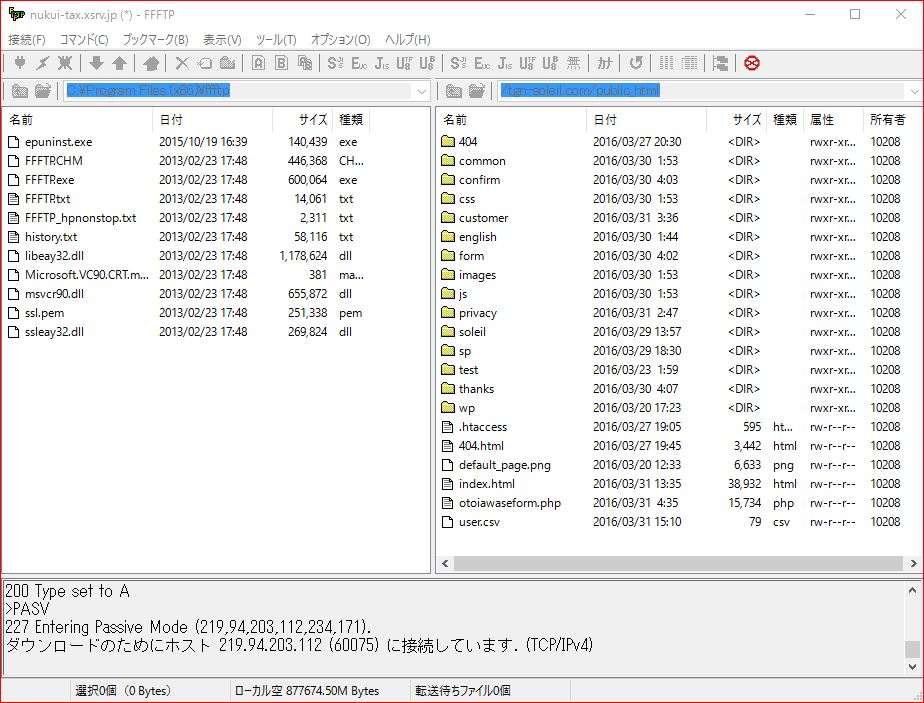 nukui-tax.xsrv.jp (*) - FFFTP
接続(F) コマンド(C) ブックマーク(B) 表示(V) ツール(T) オプション(O) ヘルプ(H)
A B S Euc JIS UTF8 UTF8 S Euc JIS UTF8 UTF8 無 カナ
C:¥Program Files (x86)¥ffftp /tgn-soleil.com/public_html
名前 日付 サイズ 種類
epuninst.exe 2015/10/19 16:39 140,439 exe
FFFTP.CHM 2013/02/23 17:48 446,368 CH...
FFFTP.exe 2013/02/23 17:48 600,064 exe
FFFTP.txt 2013/02/23 17:48 14,061 txt
FFFTP_hpnonstop.txt 2013/02/23 17:48 2,311 txt
history.txt 2013/02/23 17:48 58,116 txt
libeay32.dll 2013/02/23 17:48 1,178,624 dll
Microsoft.VC90.CRT.m... 2013/02/23 17:48 381 ma...
msvcr90.dll 2013/02/23 17:48 655,872 dll
ssl.pem 2013/02/23 17:48 251,338 pem
ssleay32.dll 2013/02/23 17:48 269,824 dll
名前 日付 サイズ 種類 属性 所有者
404 2016/03/27 20:30 <DIR> rwxr-xr... 10208
common 2016/03/30 1:53 <DIR> rwxr-xr... 10208
confirm 2016/03/30 4:03 <DIR> rwxr-xr... 10208
css 2016/03/30 1:53 <DIR> rwxr-xr... 10208
customer 2016/03/31 3:36 <DIR> rwxr-xr... 10208
english 2016/03/30 1:44 <DIR> rwxr-xr... 10208
form 2016/03/30 4:02 <DIR> rwxr-xr... 10208
images 2016/03/30 1:53 <DIR> rwxr-xr... 10208
js 2016/03/30 1:53 <DIR> rwxr-xr... 10208
privacy 2016/03/31 2:47 <DIR> rwxr-xr... 10208
soleil 2016/03/29 13:57 <DIR> rwxr-xr... 10208
sp 2016/03/29 18:30 <DIR> rwxr-xr... 10208
test 2016/03/23 1:59 <DIR> rwxr-xr... 10208
thanks 2016/03/30 4:07 <DIR> rwxr-xr... 10208
wp 2016/03/20 17:23 <DIR> rwxr-xr... 10208
.htaccess 2016/03/27 19:05 595 ht... rw-r--r-- 10208
404.html 2016/03/27 19:45 3,442 html rw-r--r-- 10208
default_page.png 2016/03/20 12:33 6,633 png rw-r--r-- 10208
index.html 2016/03/31 13:35 38,932 html rw-r--r-- 10208
otoiawaseform.php 2016/03/31 4:35 15,734 php rw-r--r-- 10208
user.csv 2016/03/31 15:10 79 csv rw-r--r-- 10208
200 Type set to A
>PASV
227 Entering Passive Mode (219,94,203,112,234,171).
ダウンロードのためにホスト 219.94.203.112 (60075) に接続しています. (TCP/IPv4)
選択0個（0 Bytes） ローカル空 877674.50M Bytes 転送待ちファイル0個